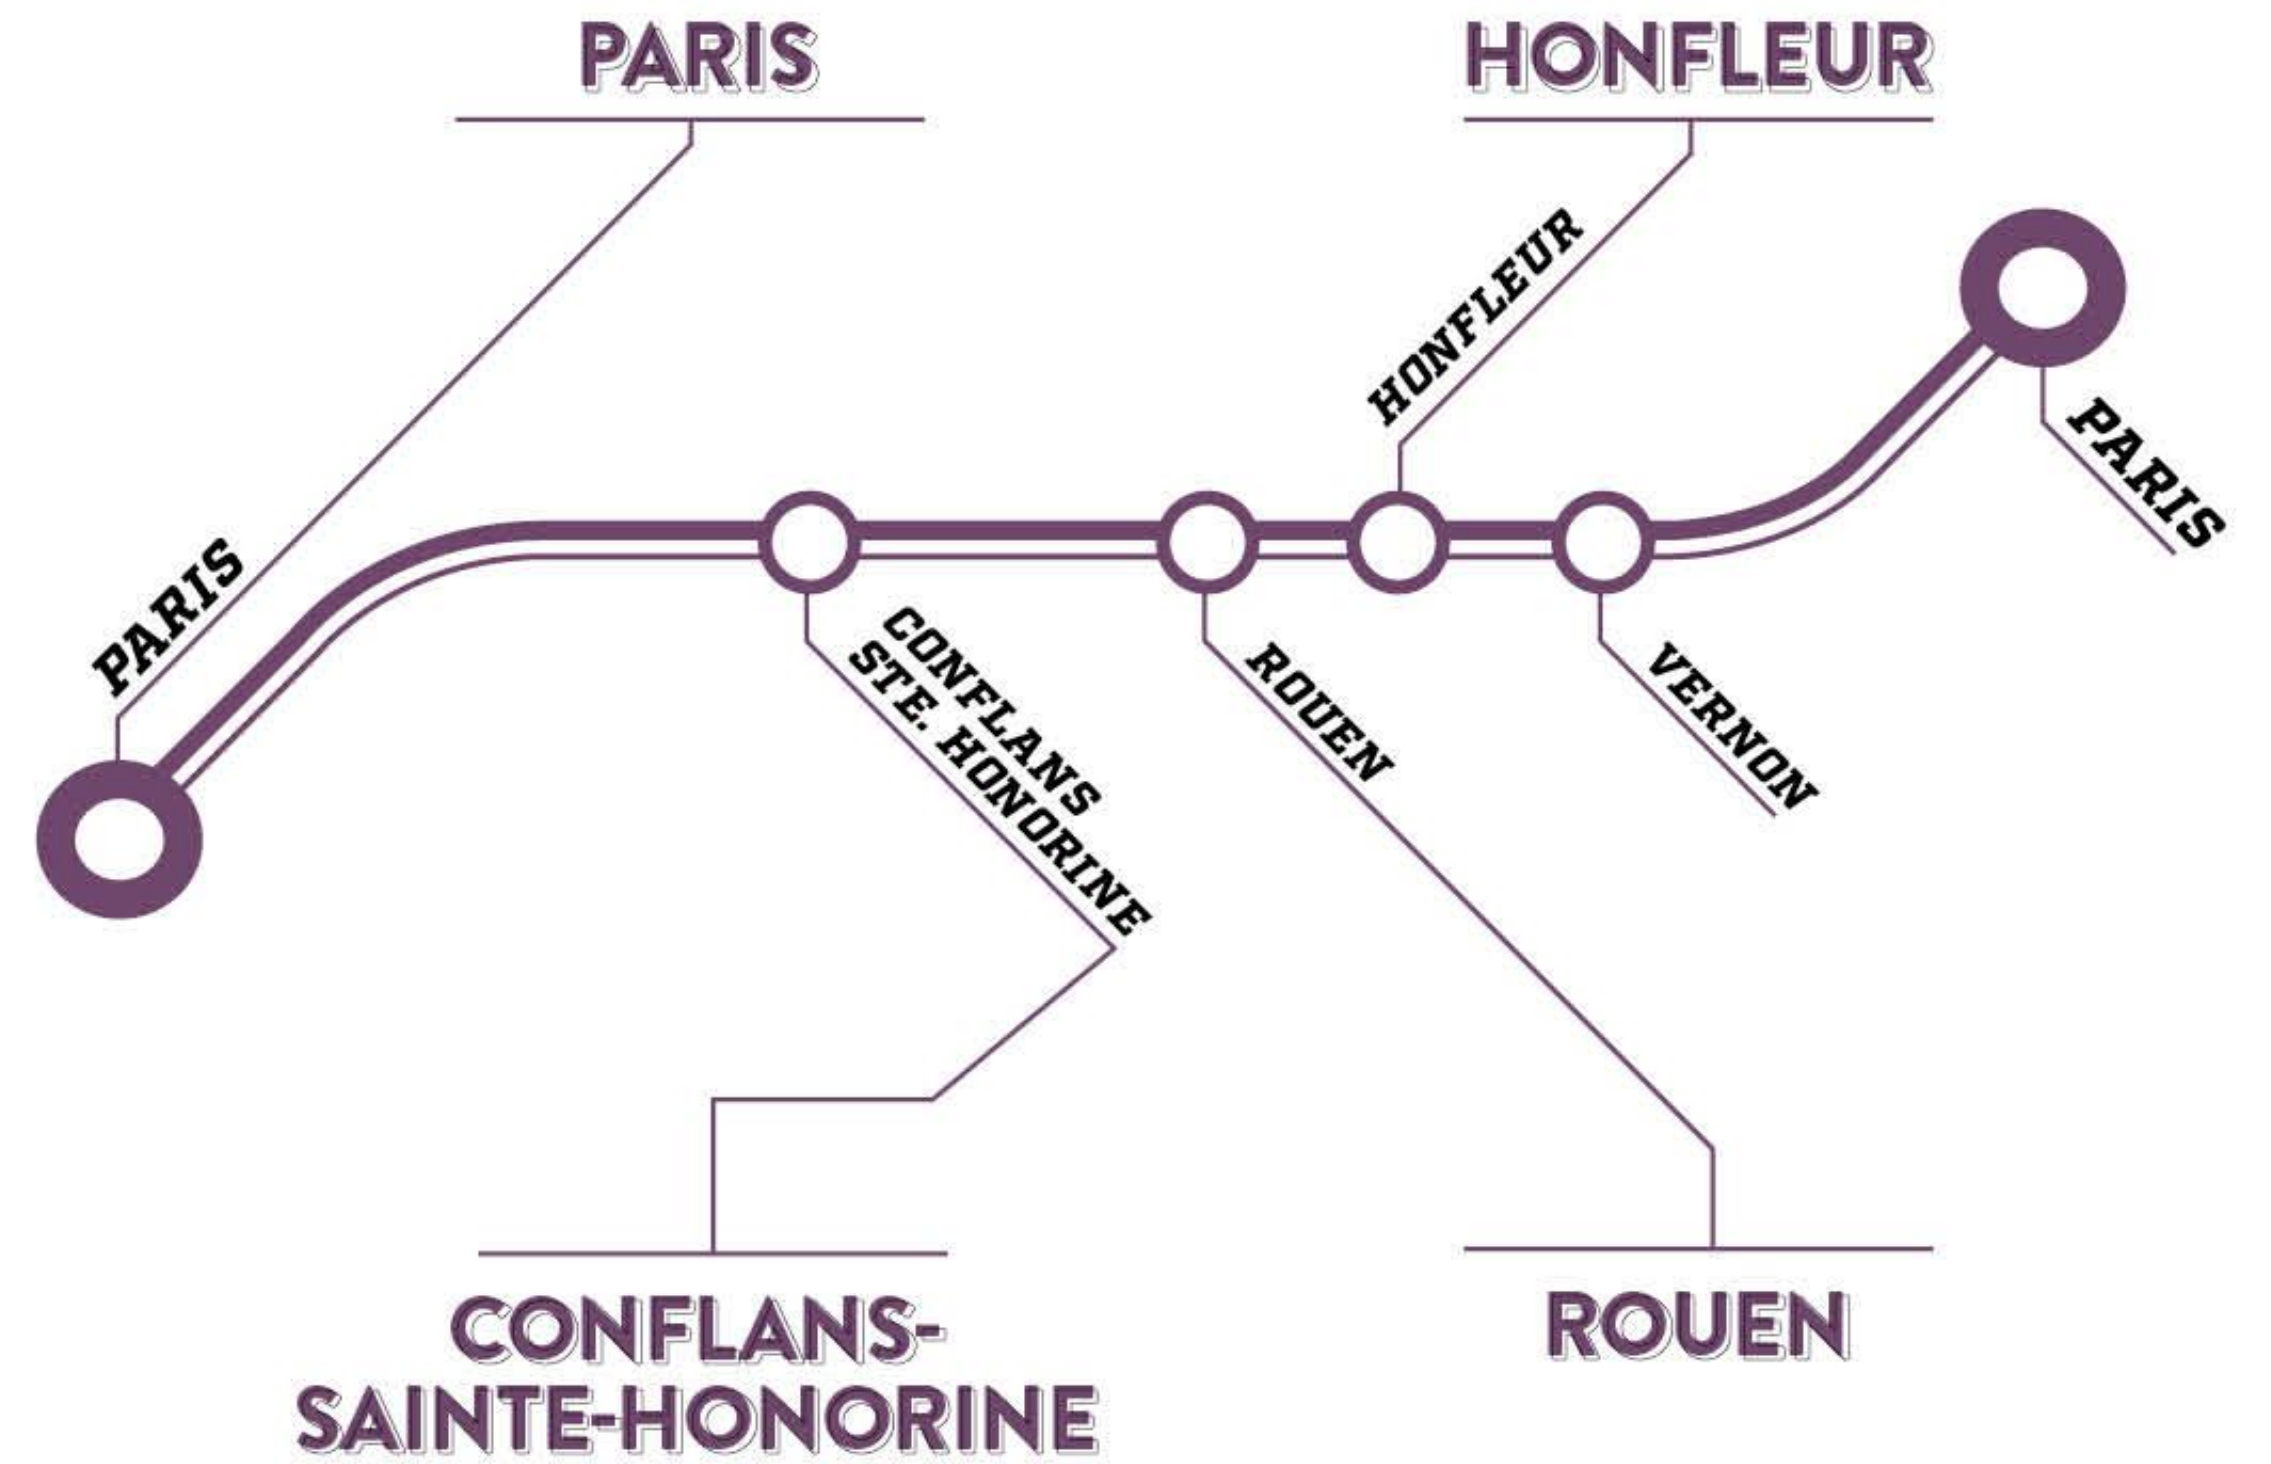 PARIS
HONFLEUR
HONFLEUR
PARIS
PARIS
CONFLANS
STE. HONORINE
ROUEN
VERNON
CONFLANS-
SAINTE-HONORINE
ROUEN